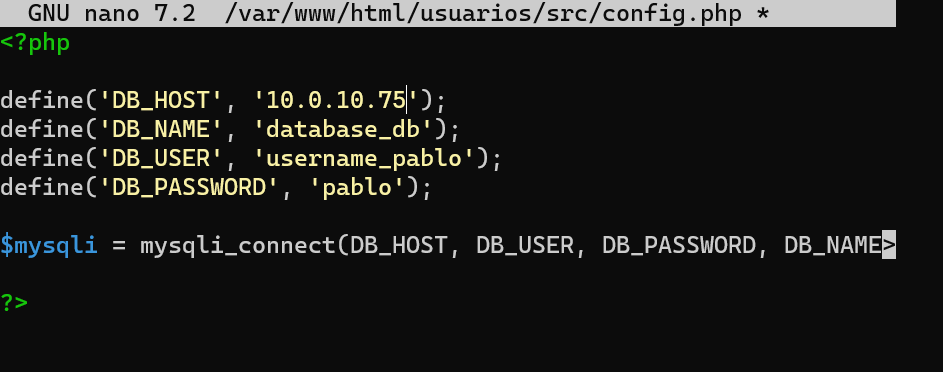 GNU nano 7.2 /var/www/html/usuarios/src/config.php *
<?php
define('DB_HOST', '10.0.10.75');
define('DB_NAME', 'database_db');
define('DB_USER', 'username_pablo');
define('DB_PASSWORD', 'pablo');
$mysqli = mysqli_connect(DB_HOST, DB_USER, DB_PASSWORD, DB_NAME>
?>